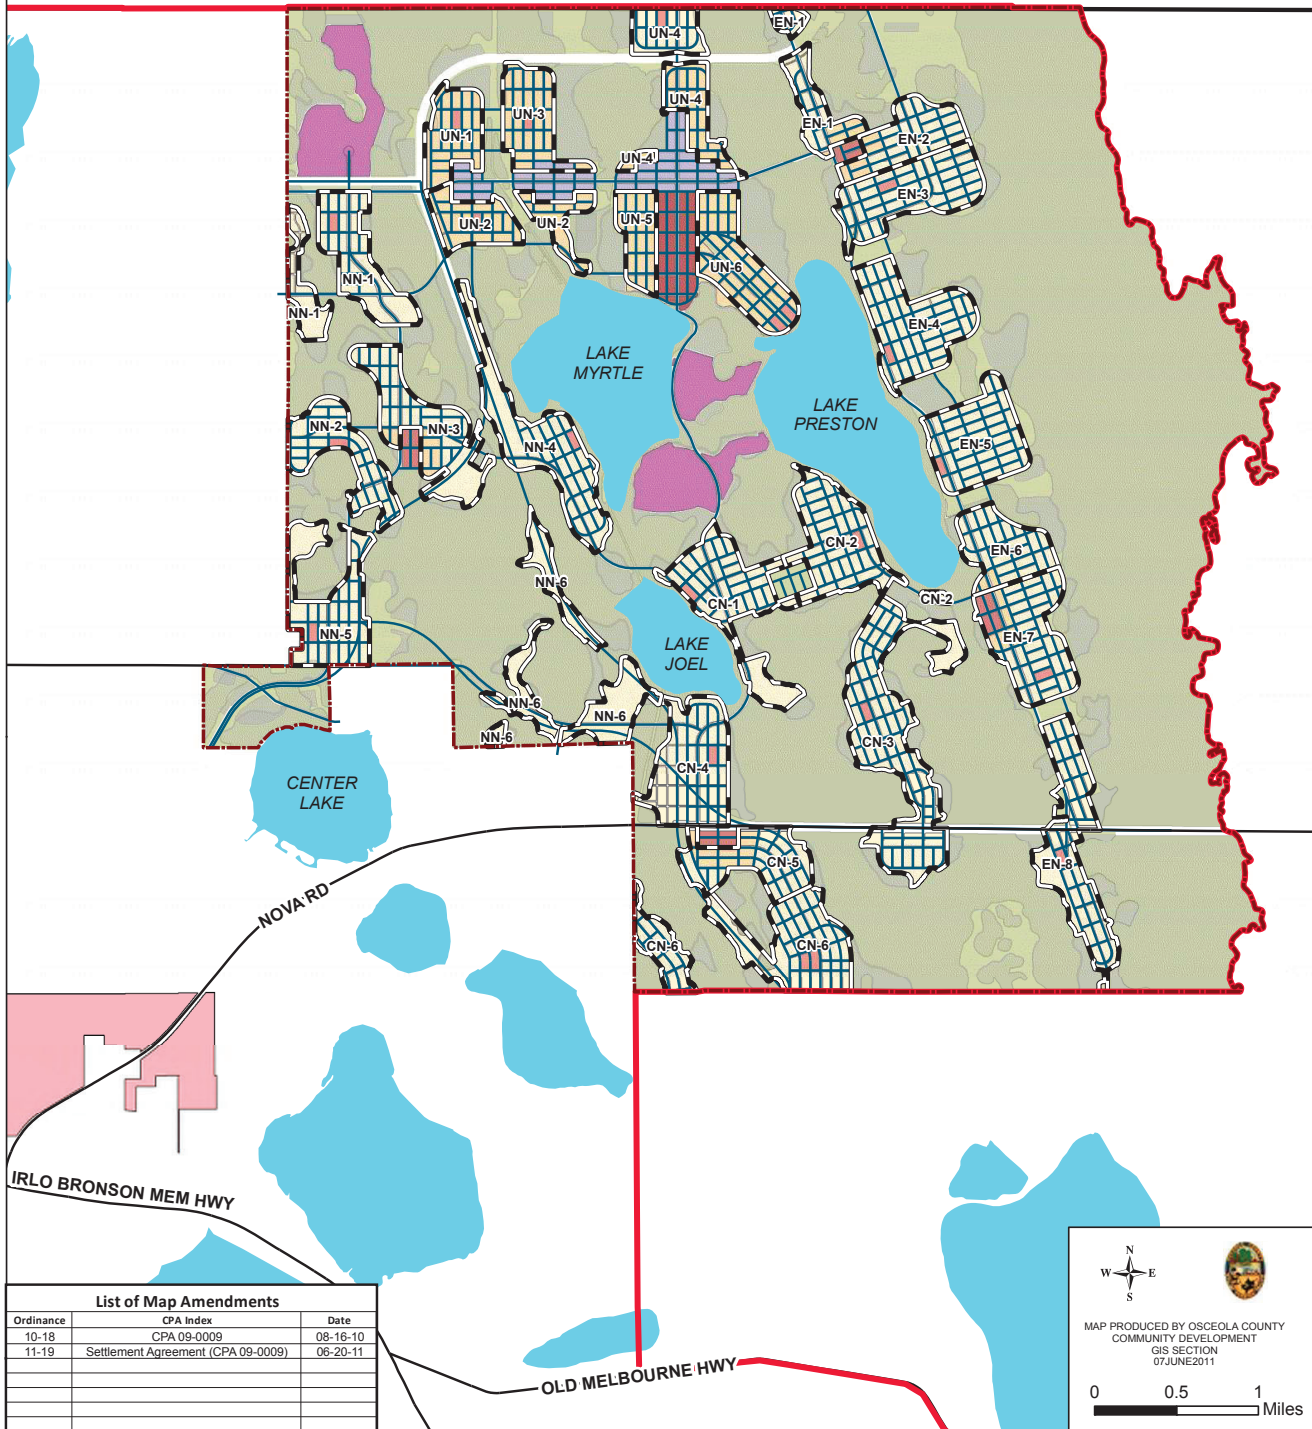 UN-4
EN-1
UN-4
UN-3
UN-1
EN-1
EN-2
UN-4
EN-3
UN-2
UN-2
UN-5
UN-6
NN-1
NN-1
EN-4
LAKE
MYRTLE
LAKE
PRESTON
NN-2
NN-3
NN-4
EN-5
CN-2
EN-6
NN-6
CN-1
CN-2
NN-5
EN-7
LAKE
JOEL
NN-6
NN-6
NN-6
CN-3
CN-4
CENTER
LAKE
CN-5
EN-8
NOVA RD
CN-6
CN-6
IRLO BRONSON MEM HWY
OLD MELBOURNE HWY
List of Map Amendments
Ordinance CPA Index Date
10-18 CPA 09-0009 08-16-10
11-19 Settlement Agreement (CPA 09-0009) 06-20-11
N
W E
S
MAP PRODUCED BY OSCEOLA COUNTY
COMMUNITY DEVELOPMENT
GIS SECTION
07JUNE2011
0 0.5 1
Miles